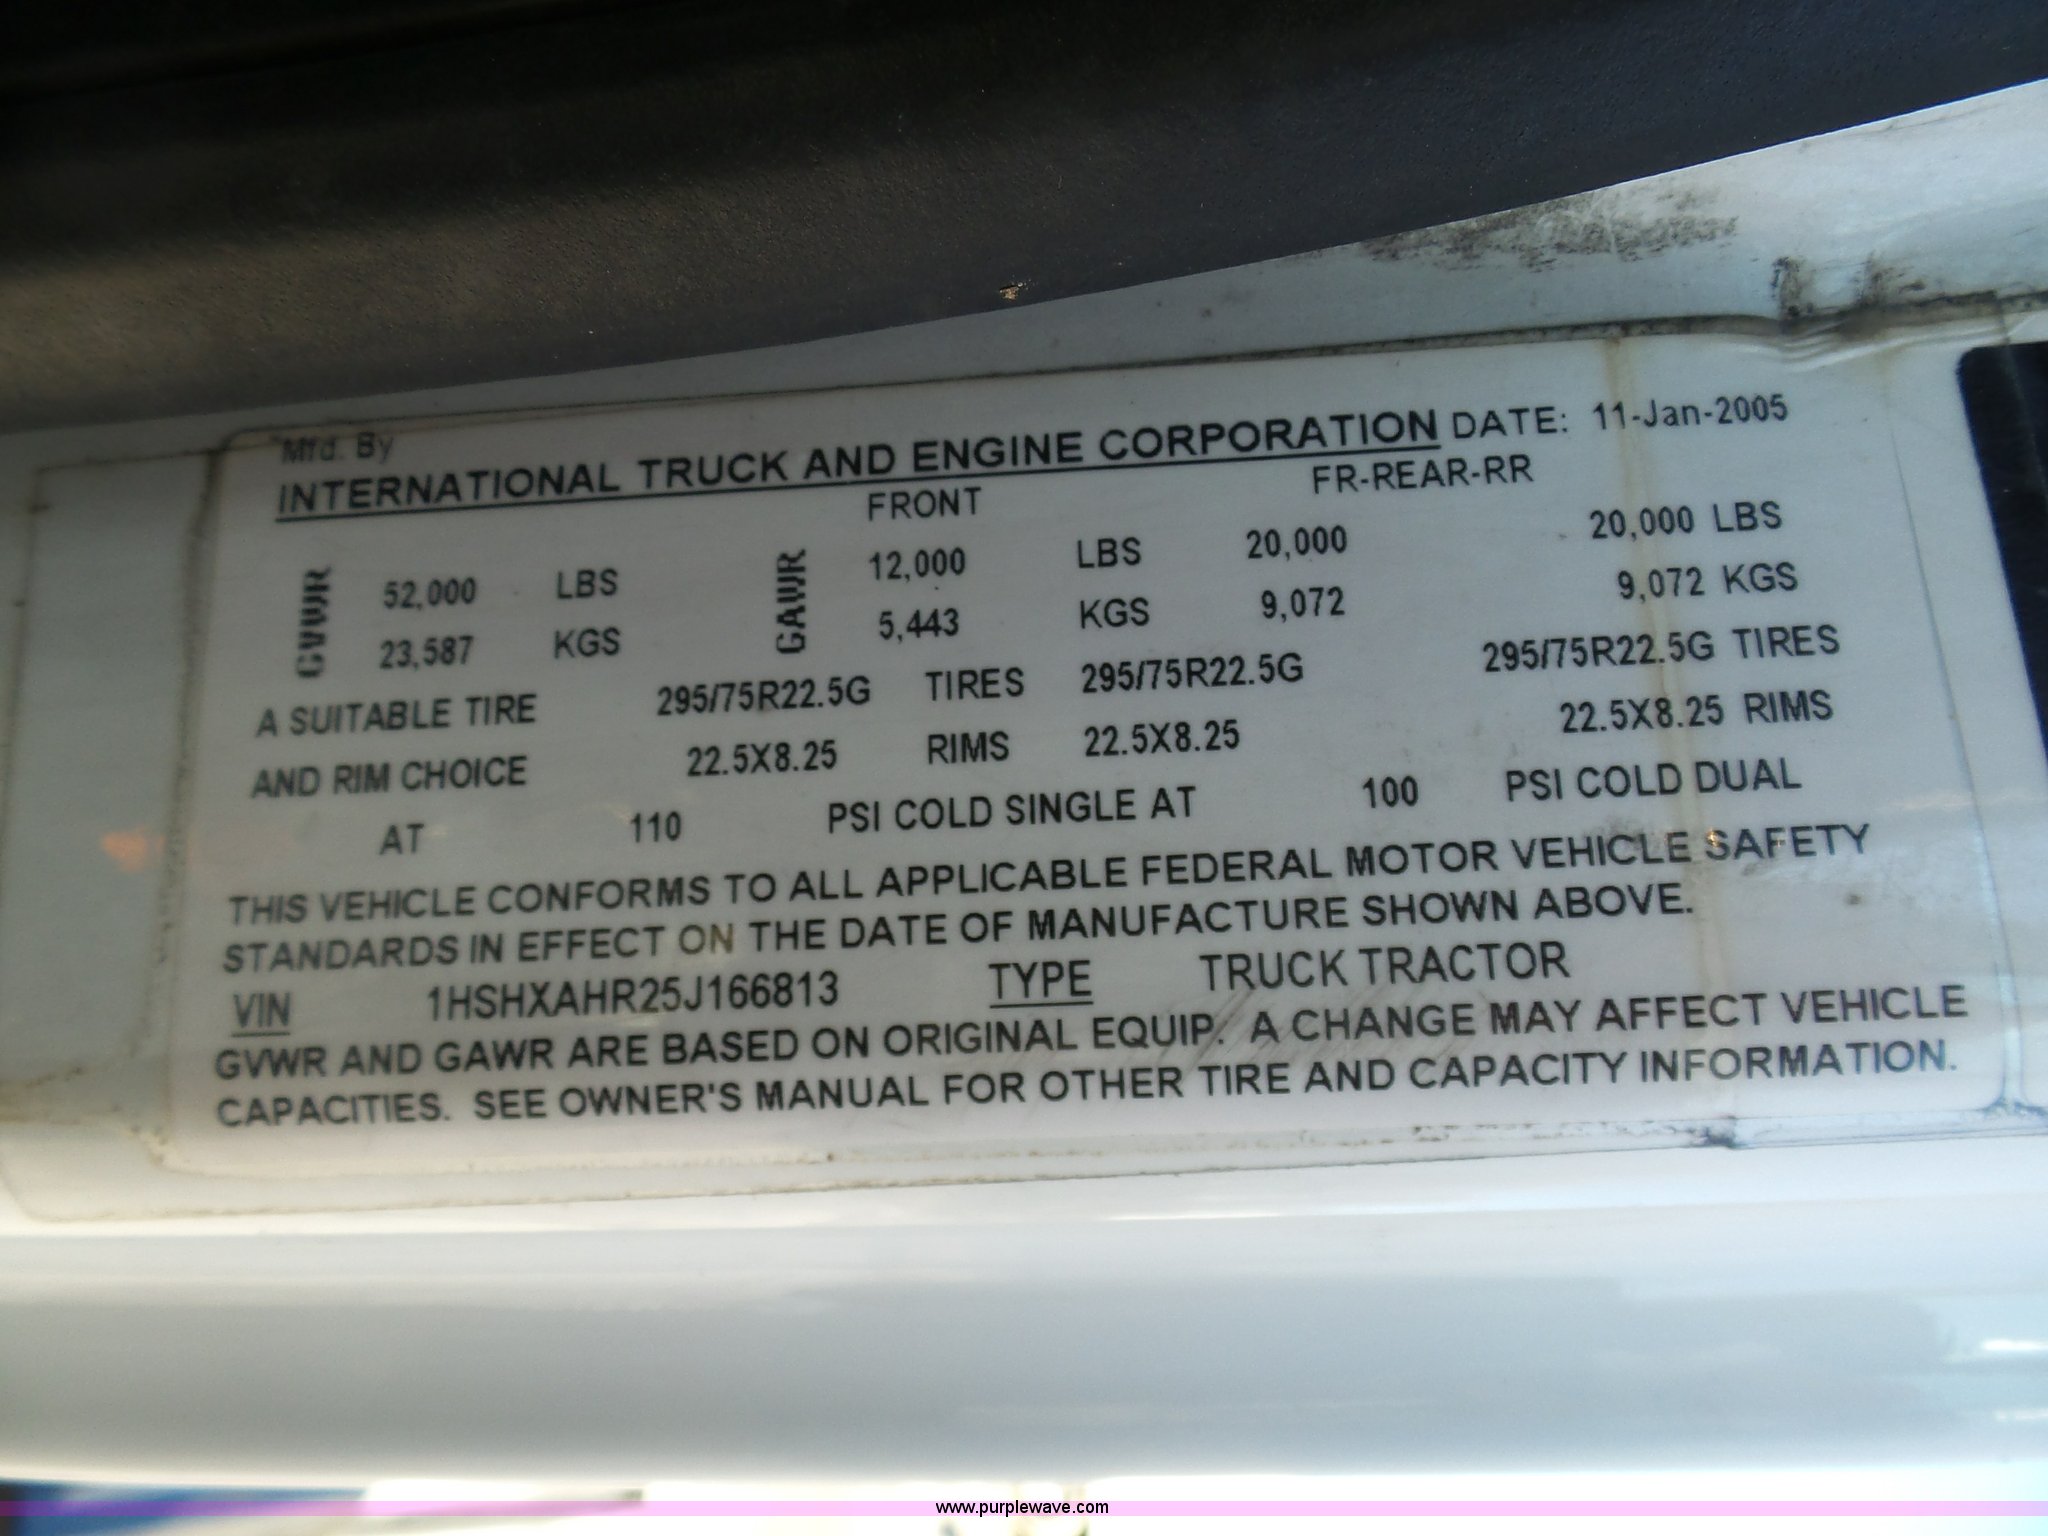 Mfd. By
INTERNATIONAL TRUCK AND ENGINE CORPORATION DATE: 11-Jan-2005
FRONT FR-REAR-RR
GVWR 52,000 LBS GAWR 12,000 LBS 20,000 20,000 LBS
23,587 KGS 5,443 KGS 9,072 9,072 KGS
A SUITABLE TIRE 295/75R22.5G TIRES 295/75R22.5G 295/75R22.5G TIRES
AND RIM CHOICE 22.5X8.25 RIMS 22.5X8.25 22.5X8.25 RIMS
AT 110 PSI COLD SINGLE AT 100 PSI COLD DUAL
THIS VEHICLE CONFORMS TO ALL APPLICABLE FEDERAL MOTOR VEHICLE SAFETY
STANDARDS IN EFFECT ON THE DATE OF MANUFACTURE SHOWN ABOVE.
VIN 1HSHXAHR25J166813 TYPE TRUCK TRACTOR
GVWR AND GAWR ARE BASED ON ORIGINAL EQUIP. A CHANGE MAY AFFECT VEHICLE
CAPACITIES. SEE OWNER'S MANUAL FOR OTHER TIRE AND CAPACITY INFORMATION.
www.purplewave.com